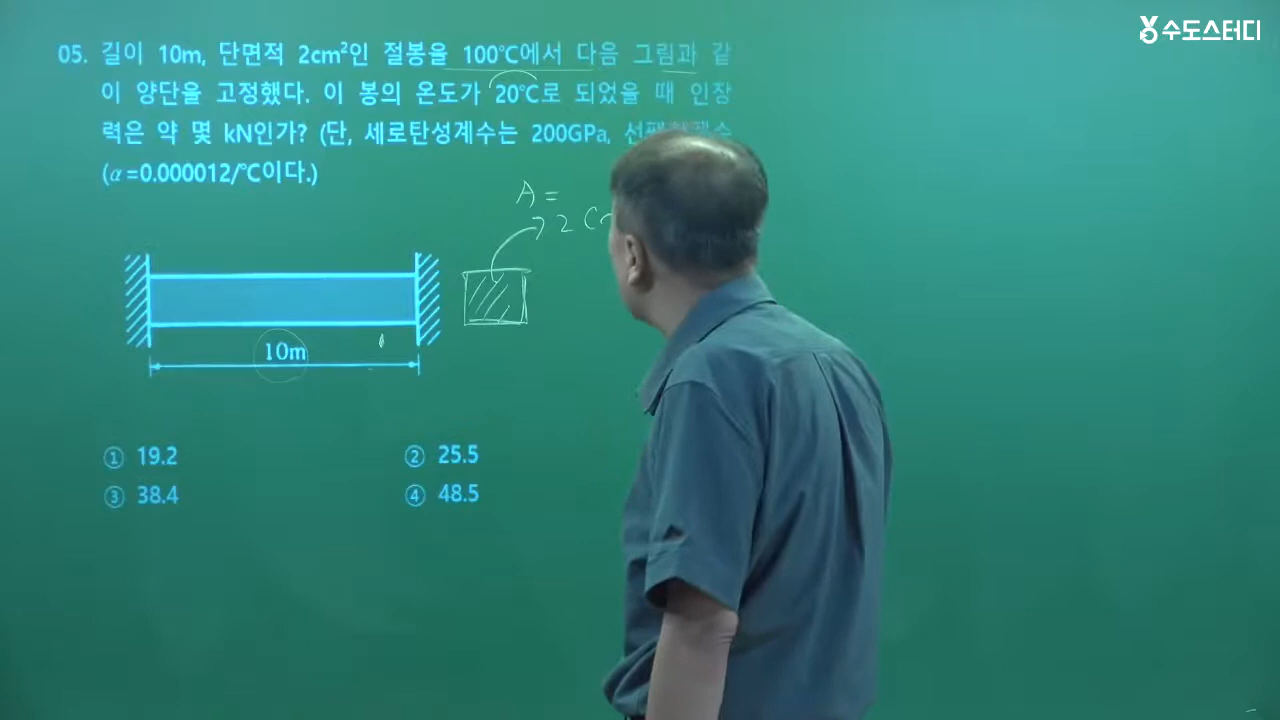 수도스터디
05. 길이 10m, 단면적 2cm²인 절봉을 100℃에서 다음 그림과 같
이 양단을 고정했다. 이 봉의 온도가 20℃로 되었을 때 인장
력은 약 몇 kN인가? (단, 세로탄성계수는 200GPa,
(α=0.000012/℃이다.)
A =
2
10m
① 19.2
② 25.5
③ 38.4
④ 48.5